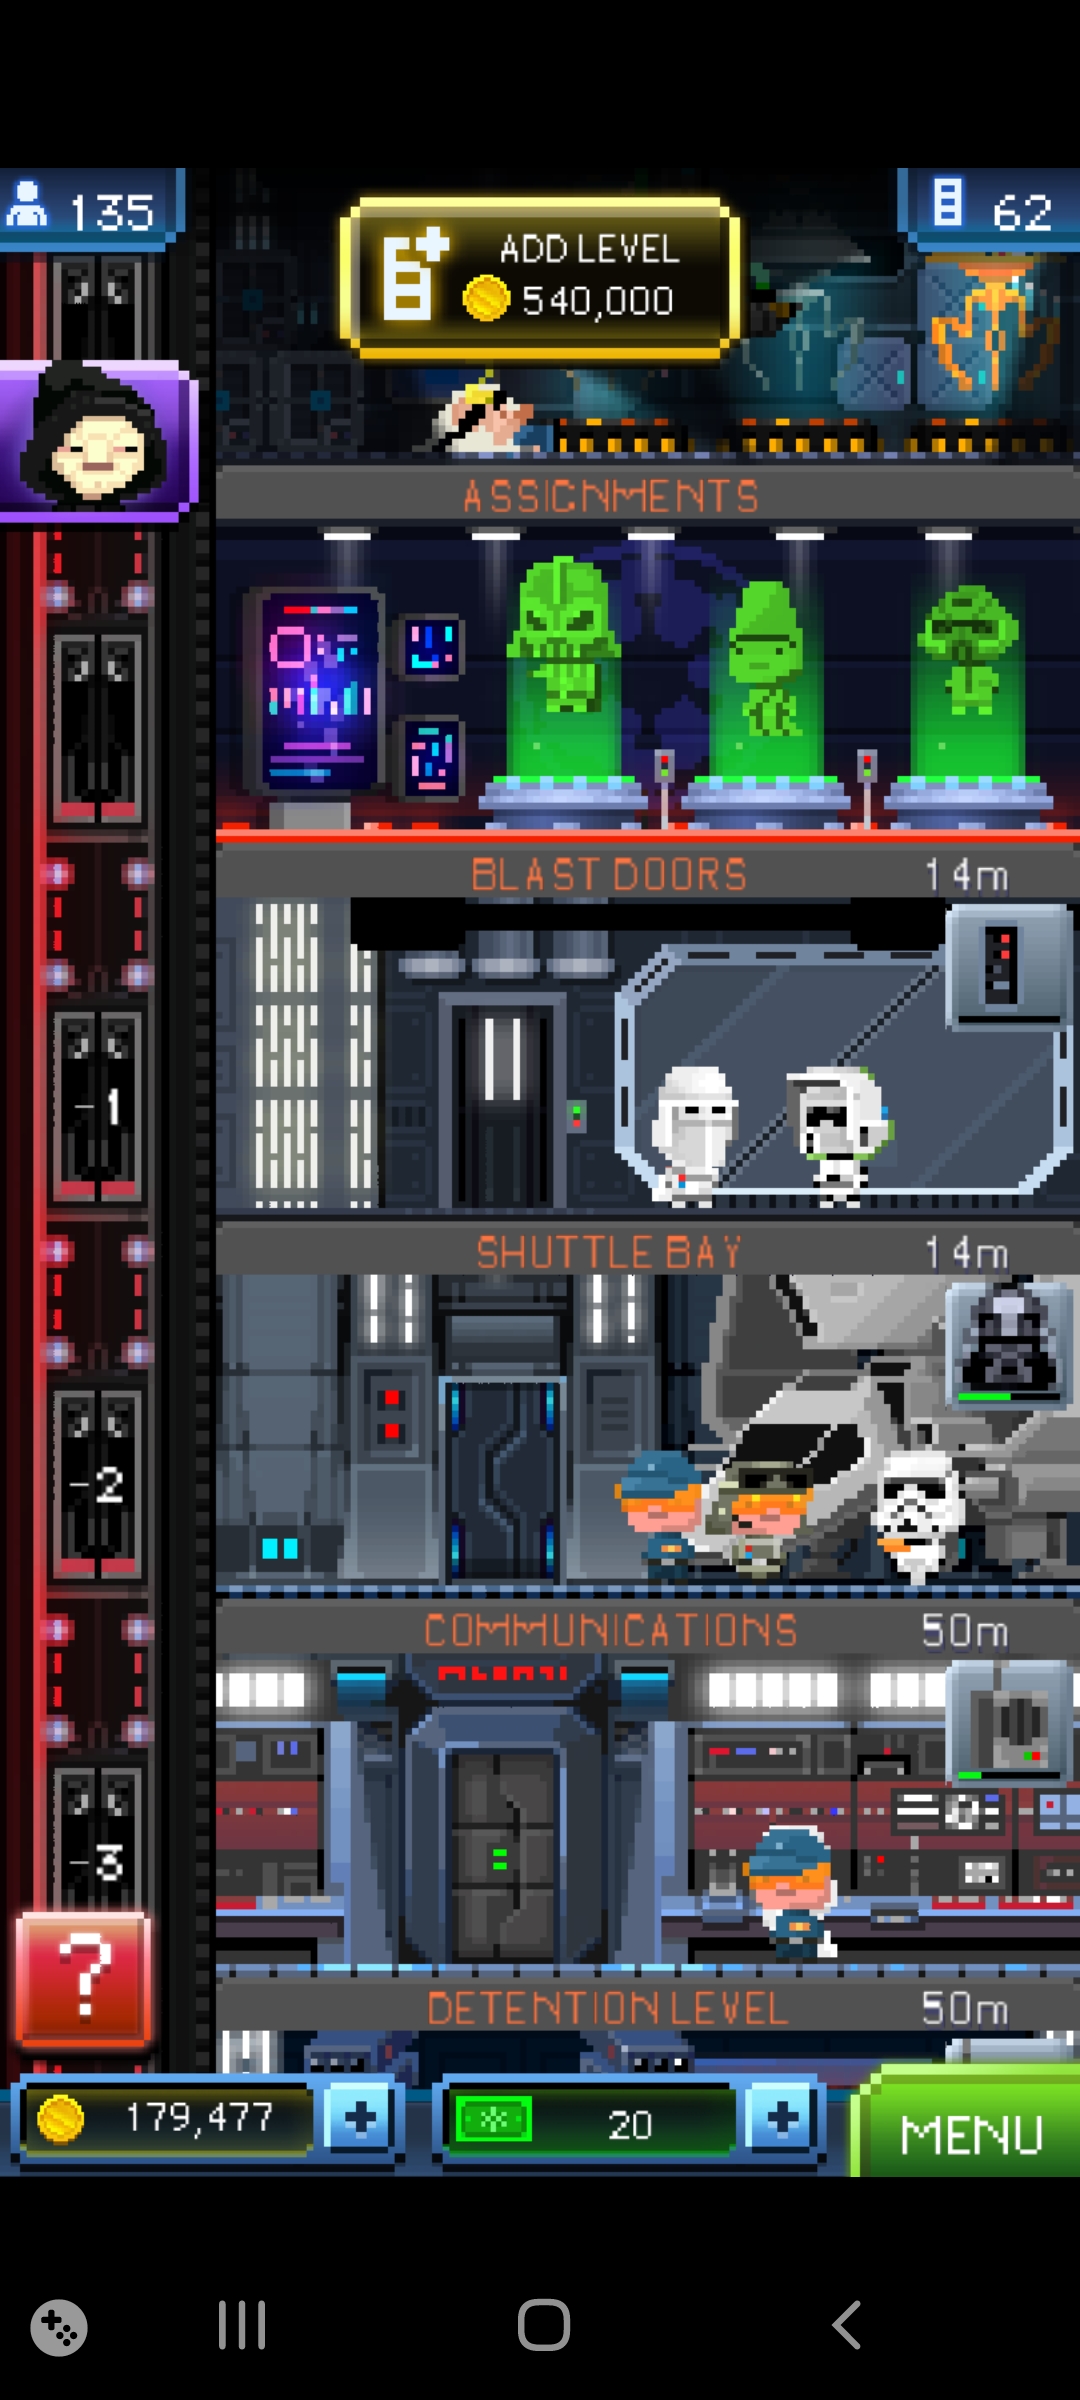 135
ADD LEVEL
540,000
62
ASSIGNMENTS
BLAST DOORS 14m
-1
SHUTTLE BAY 14m
-2
COMMUNICATIONS 50m
-3
?
DETENTION LEVEL 50m
179,477 + 20 + MENU